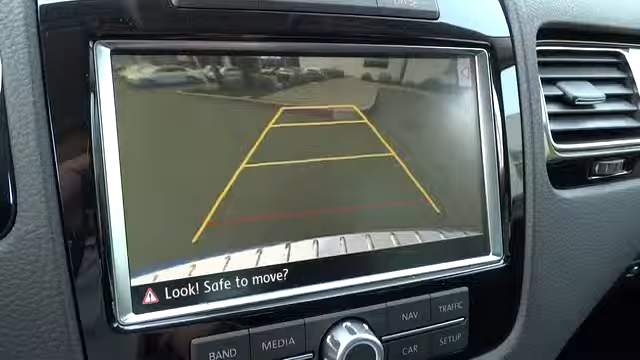 Look! Safe to move?
BAND
MEDIA
NAV
TRAFFIC
CAR
SETUP